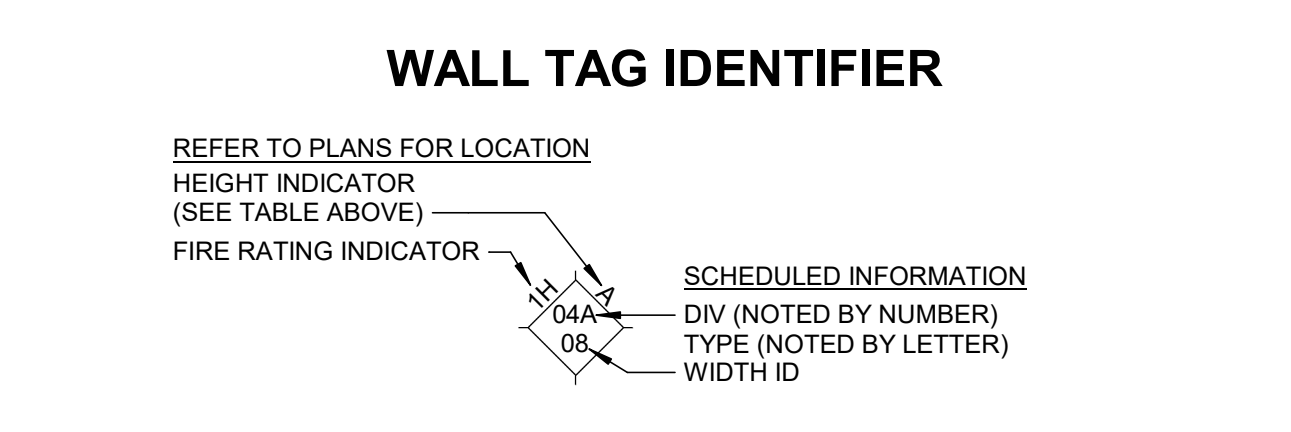 WALL TAG IDENTIFIER
REFER TO PLANS FOR LOCATION
HEIGHT INDICATOR
(SEE TABLE ABOVE)
FIRE RATING INDICATOR
1H
A
04A
08
SCHEDULED INFORMATION
DIV (NOTED BY NUMBER)
TYPE (NOTED BY LETTER)
WIDTH ID